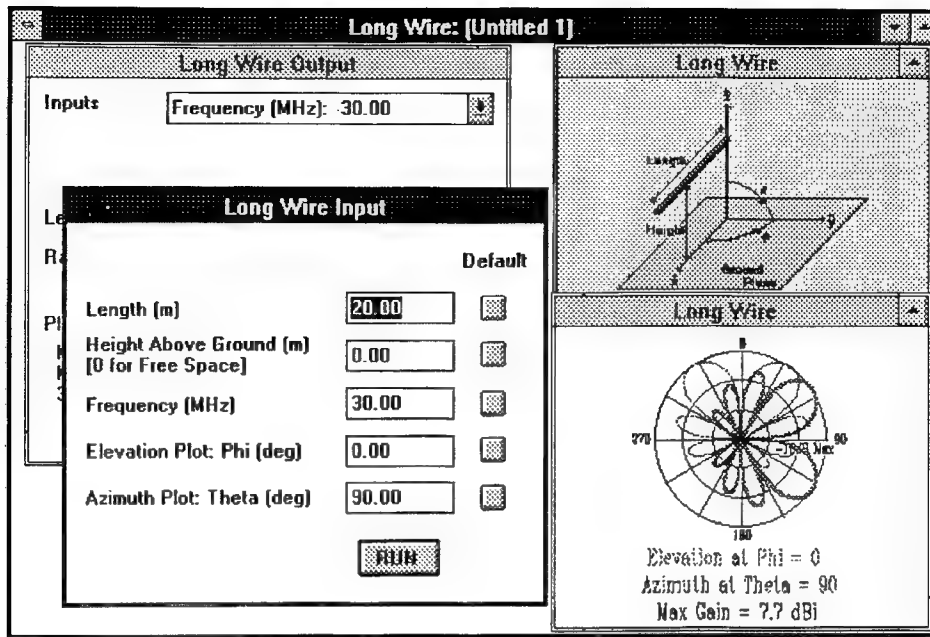 Long Wire: (Untitled 1)
Long Wire Output
Inputs
Frequency (MHz): 30.00
Le
Ra
Pl
Long Wire Input
Default
Length (m)
20.00
Height Above Ground (m)
[0 for Free Space]
0.00
Frequency (MHz)
30.00
Elevation Plot: Phi (deg)
0.00
Azimuth Plot: Theta (deg)
90.00
RUN
Long Wire
Length
Height
Ground
Plane
Long Wire
0
270
90
180
Elevation at Phi = 0
Azimuth at Theta = 90
Max Gain = 7.7 dBi